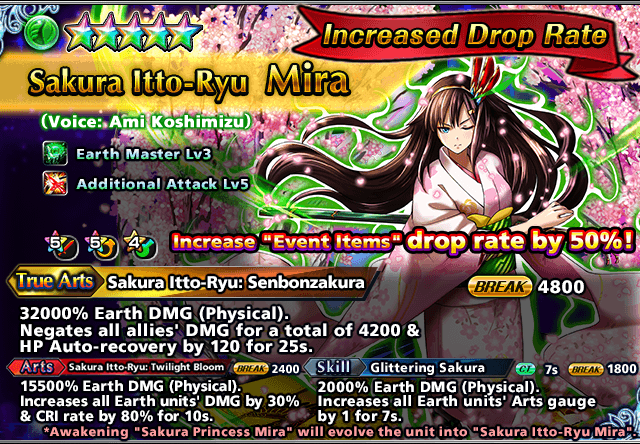 Increased Drop Rate
Sakura Itto-Ryu Mira
(Voice: Ami Koshimizu)
Earth Master Lv3
Additional Attack Lv5
5 5 4
Increase "Event Items" drop rate by 50%!
True Arts Sakura Itto-Ryu: Senbonzakura BREAK 4800
32000% Earth DMG (Physical).
Negates all allies' DMG for a total of 4200 &
HP Auto-recovery by 120 for 25s.
Arts Sakura Itto-Ryu: Twilight Bloom BREAK 2400
15500% Earth DMG (Physical).
Increases all Earth units' DMG by 30%
& CRI rate by 80% for 10s.
Skill Glittering Sakura CT 7s BREAK 1800
2000% Earth DMG (Physical).
Increases all Earth units' Arts gauge
by 1 for 7s.
*Awakening "Sakura Princess Mira" will evolve the unit into "Sakura Itto-Ryu Mira"